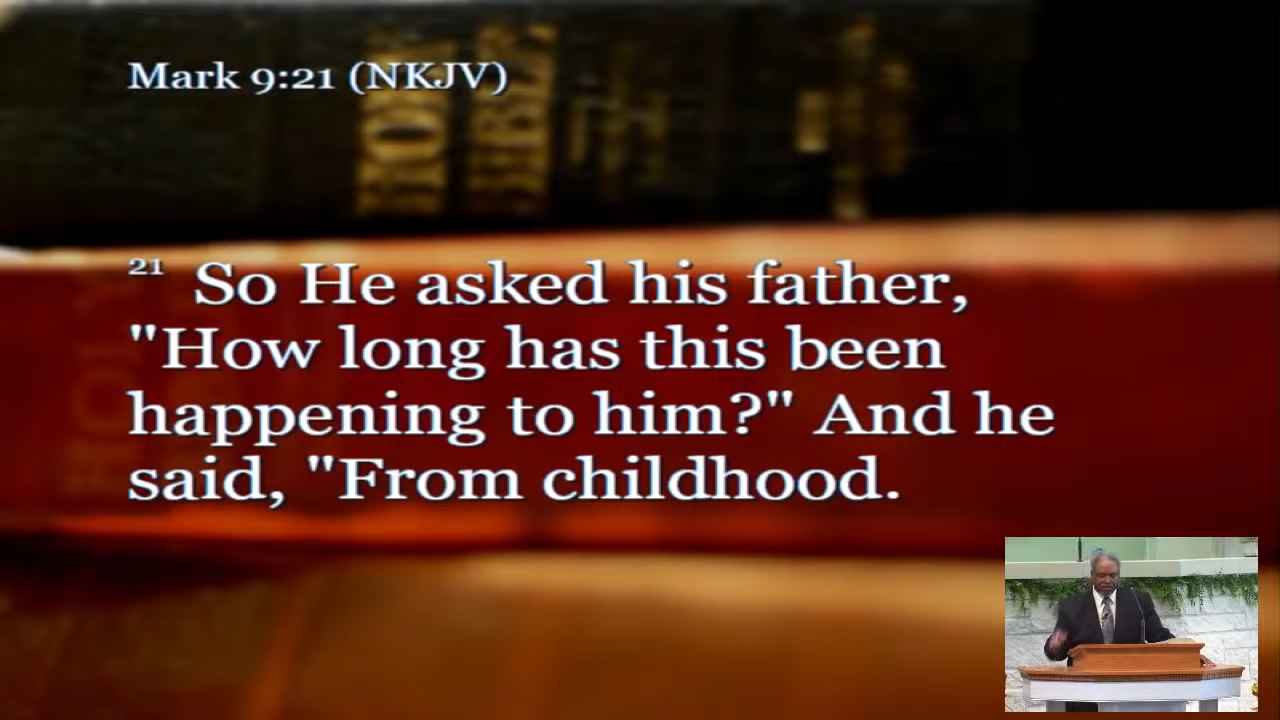 Mark 9:21 (NKJV)
21 So He asked his father,
"How long has this been
happening to him?" And he
said, "From childhood.